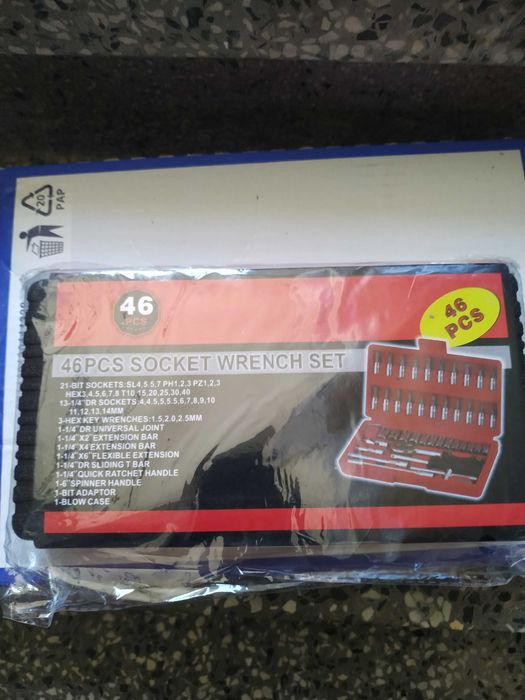 20
PAP
46
PCS
46
PCS
46PCS SOCKET WRENCH SET
21-BIT SOCKETS:SL4,5.5,7 PH1,2,3 PZ1,2,3
HEX3,4,5,6,7,8 T10,15,20,25,30,40
13-1/4"DR SOCKETS:4,4.5,5,5.5,6,7,8,9,10
11,12,13,14MM
3-HEX KEY WRENCHES:1.5,2.0,2.5MM
1-1/4"DR UNIVERSAL JOINT
1-1/4"X2"EXTENSION BAR
1-1/4"X4"EXTENSION BAR
1-1/4"X6"FLEXIBLE EXTENSION
1-1/4"DR SLIDING T BAR
1-1/4"QUICK RATCHET HANDLE
1-6"SPINNER HANDLE
1-BIT ADAPTOR
1-BLOW CASE